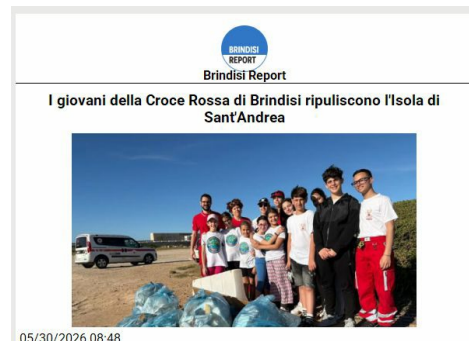 BRINDISI
REPORT
Brindisi Report
I giovani della Croce Rossa di Brindisi ripuliscono l'Isola di
Sant'Andrea
05/30/2026 08:48